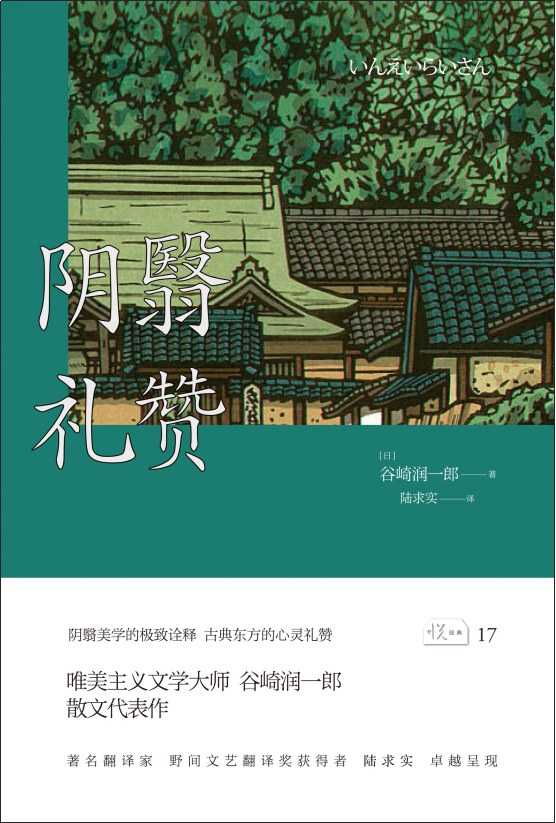 いんえいらいさん
阴翳
礼赞
[日]
谷崎润一郎——著
陆求实——译
阴翳美学的极致诠释 古典东方的心灵礼赞
悦经典 17
唯美主义文学大师 谷崎润一郎
散文代表作
著名翻译家 野间文艺翻译奖获得者 陆求实 卓越呈现